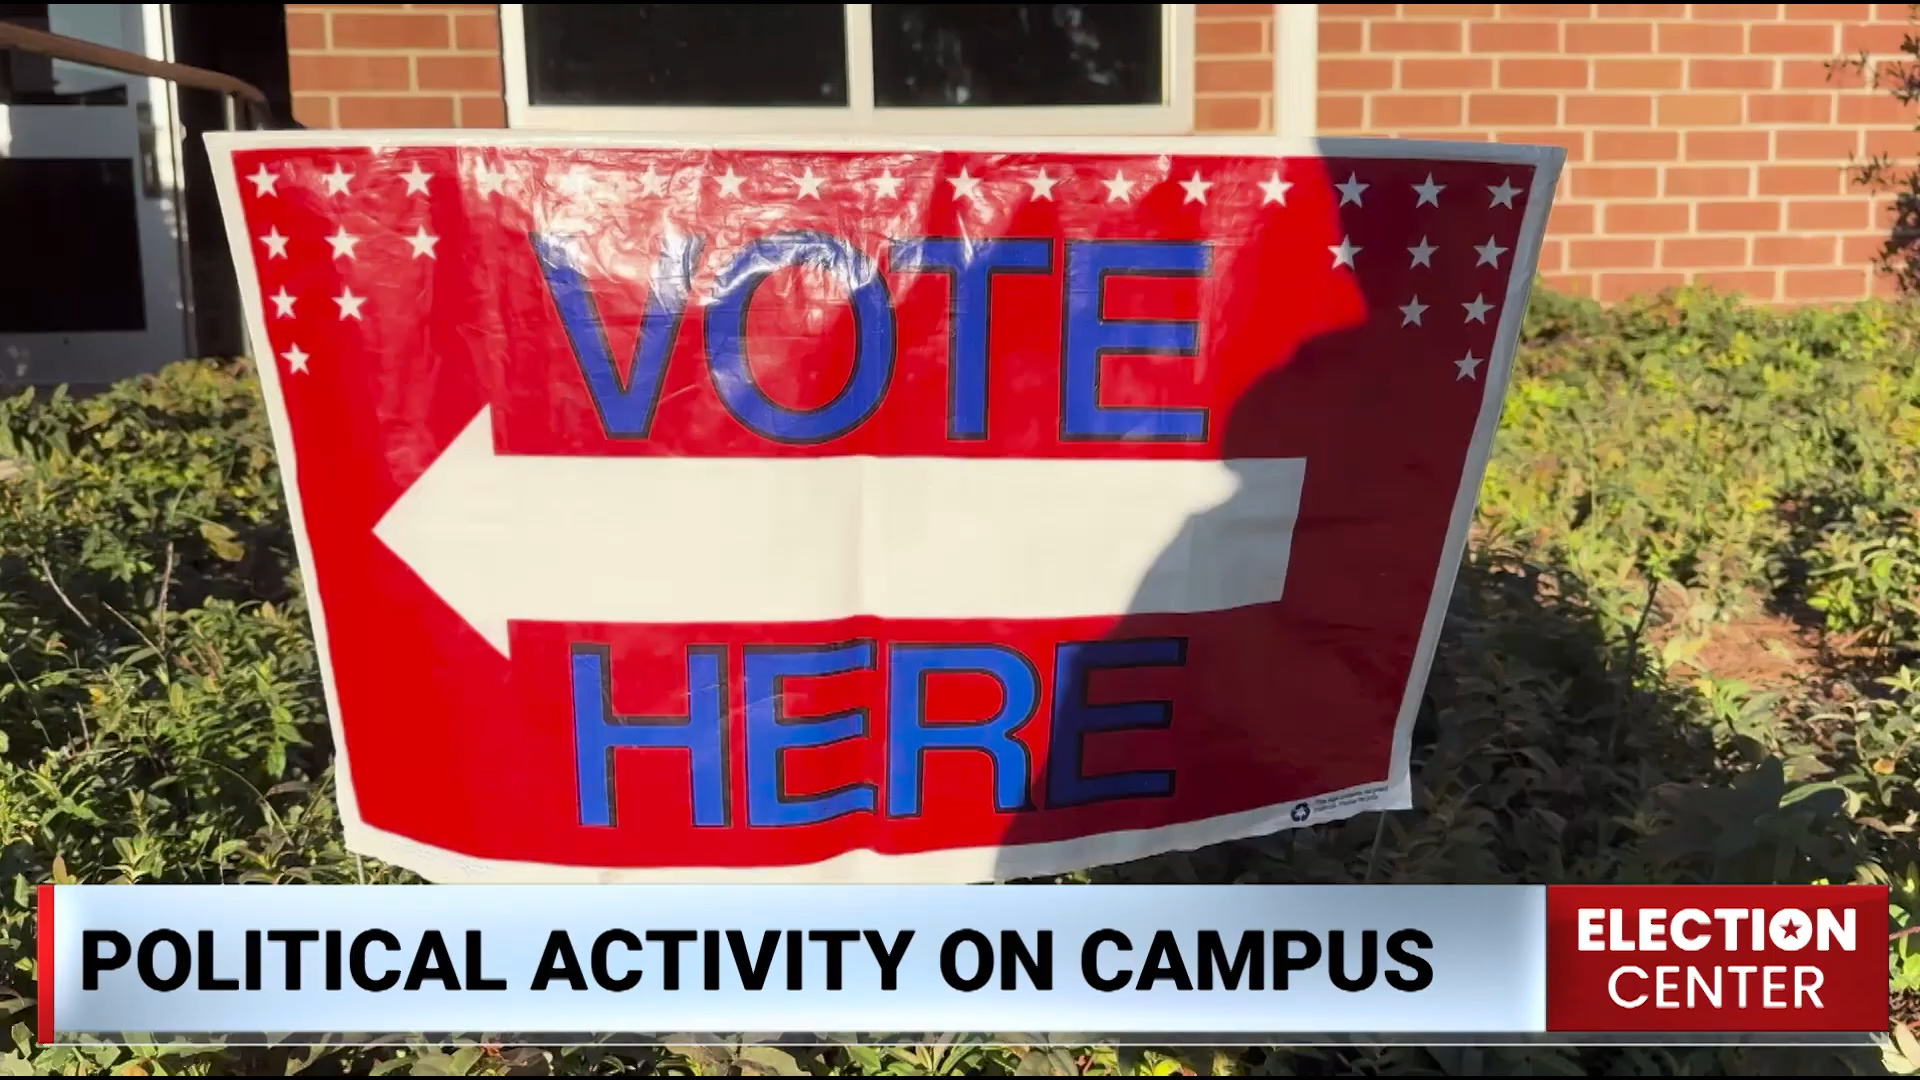 VOTE
HERE
POLITICAL ACTIVITY ON CAMPUS
ELECTION
CENTER